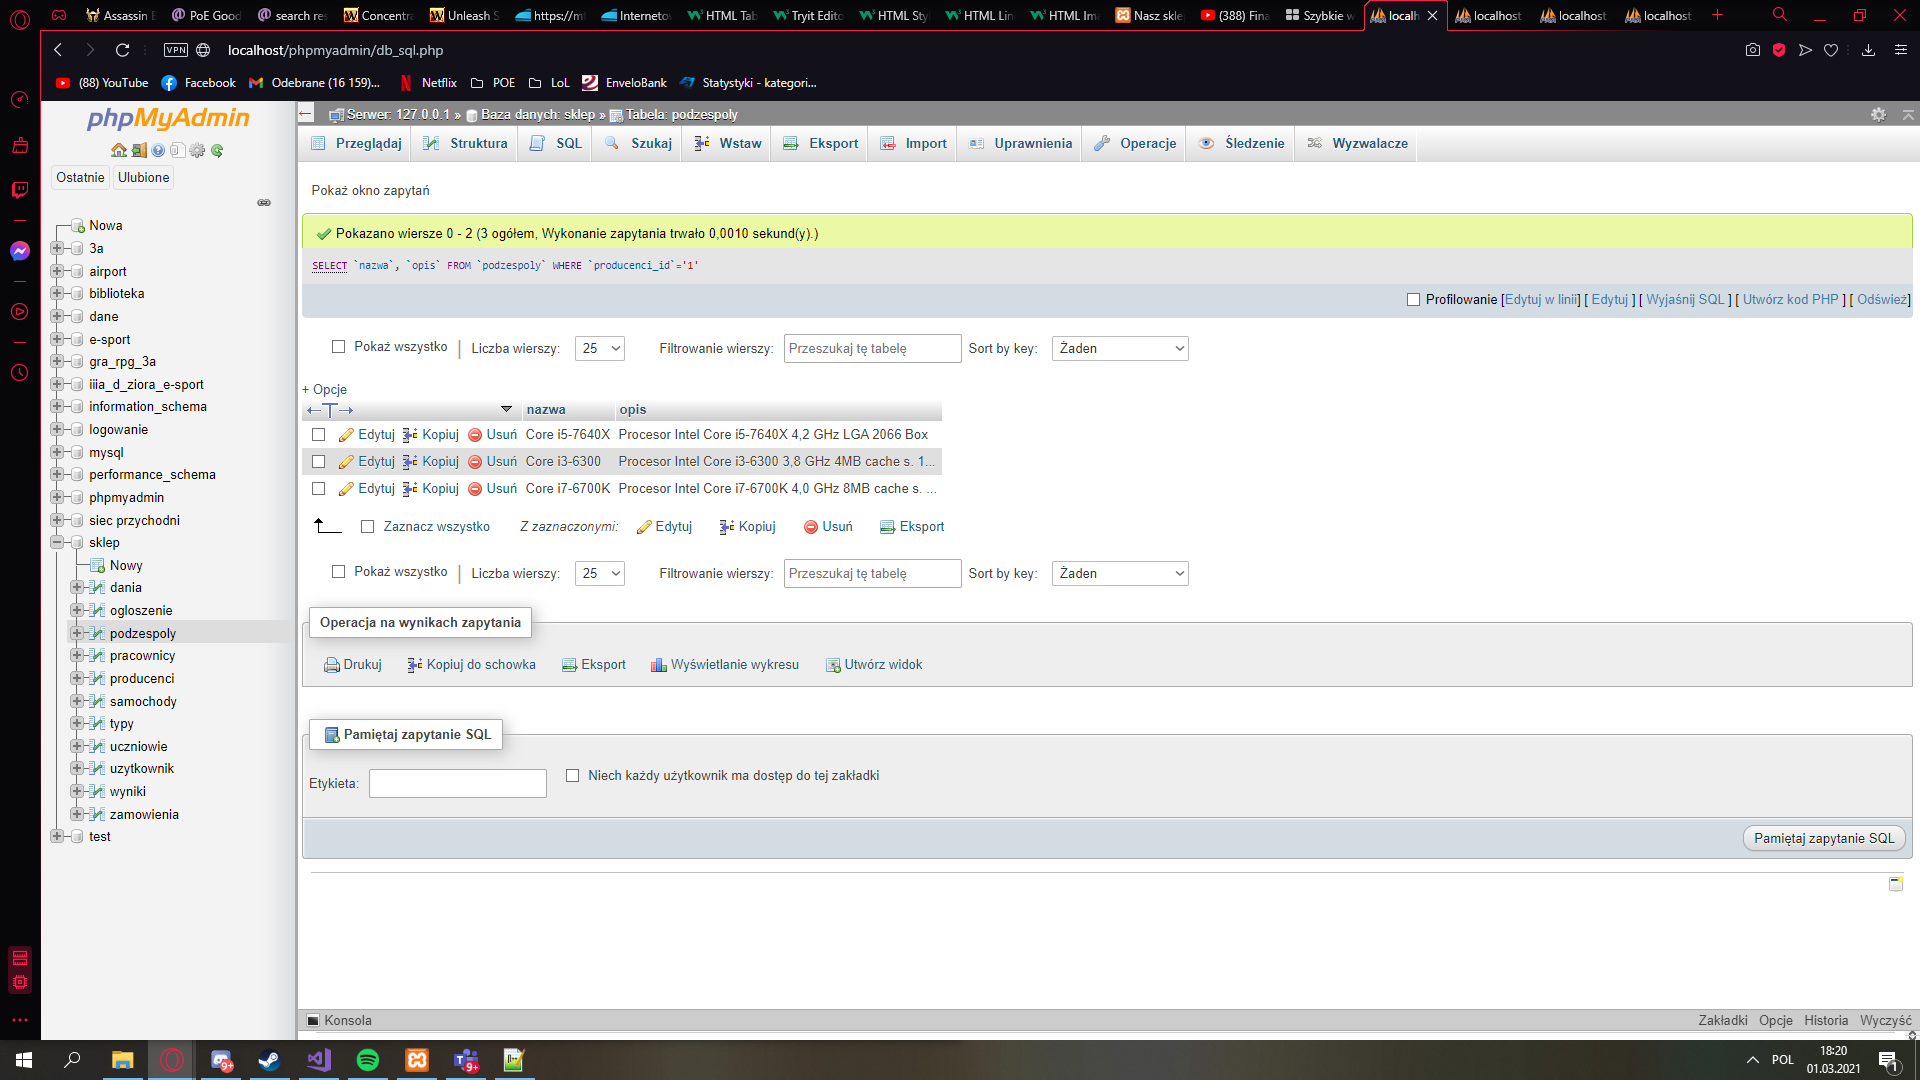 Assassin
PoE Good
search re
Concentra
Unleash S
https://m
Internetow
HTML Tab
Tryit Edito
HTML Sty
HTML Lin
HTML Ima
Nasz skle
(388) Fina
Szybkie w
localh
localhost
localhost
localhost
VPN
localhost/phpmyadmin/db_sql.php
(88) YouTube
Facebook
Odebrane (16 159)...
Netflix
POE
LoL
EnveloBank
Statystyki - kategori...
phpMyAdmin
Ostatnie
Ulubione
Nowa
3a
airport
biblioteka
dane
e-sport
gra_rpg_3a
iiia_d_ziora_e-sport
information_schema
logowanie
mysql
performance_schema
phpmyadmin
siec przychodni
sklep
Nowy
dania
ogloszenie
podzespoly
pracownicy
producenci
samochody
typy
uczniowie
uzytkownik
wyniki
zamowienia
test
Serwer: 127.0.0.1 » Baza danych: sklep » Tabela: podzespoly
Przeglądaj
Struktura
SQL
Szukaj
Wstaw
Eksport
Import
Uprawnienia
Operacje
Śledzenie
Wyzwalacze
Pokaż okno zapytań
Pokazano wiersze 0 - 2 (3 ogółem, Wykonanie zapytania trwało 0,0010 sekund(y).)
SELECT `nazwa`, `opis` FROM `podzespoly` WHERE `producenci_id`='1'
Profilowanie [Edytuj w linii] [ Edytuj ] [ Wyjaśnij SQL ] [ Utwórz kod PHP ] [ Odśwież]
Pokaż wszystko | Liczba wierszy: 25 Filtrowanie wierszy: Przeszukaj tę tabelę Sort by key: Żaden
+ Opcje
←T→ nazwa opis
Edytuj Kopiuj Usuń Core i5-7640X Procesor Intel Core i5-7640X 4,2 GHz LGA 2066 Box
Edytuj Kopiuj Usuń Core i3-6300 Procesor Intel Core i3-6300 3,8 GHz 4MB cache s. 1...
Edytuj Kopiuj Usuń Core i7-6700K Procesor Intel Core i7-6700K 4,0 GHz 8MB cache s. ...
Zaznacz wszystko Z zaznaczonymi: Edytuj Kopiuj Usuń Eksport
Pokaż wszystko | Liczba wierszy: 25 Filtrowanie wierszy: Przeszukaj tę tabelę Sort by key: Żaden
Operacja na wynikach zapytania
Drukuj Kopiuj do schowka Eksport Wyświetlanie wykresu Utwórz widok
Pamiętaj zapytanie SQL
Etykieta: Niech każdy użytkownik ma dostęp do tej zakładki
Pamiętaj zapytanie SQL
Konsola
Zakładki Opcje Historia Wyczyść
9+
9+
POL
18:20
01.03.2021
1